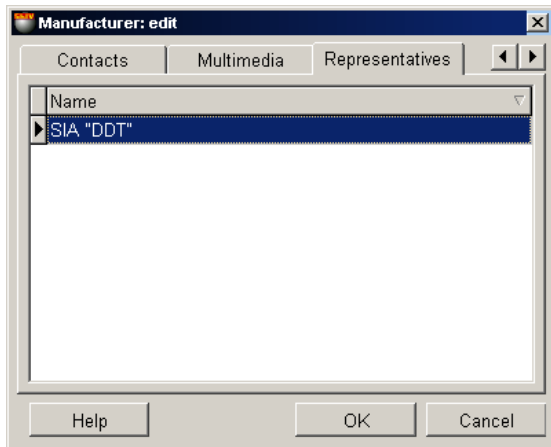 Manufacturer: edit
Contacts Multimedia Representatives
Name
SIA "DDT"
Help OK Cancel